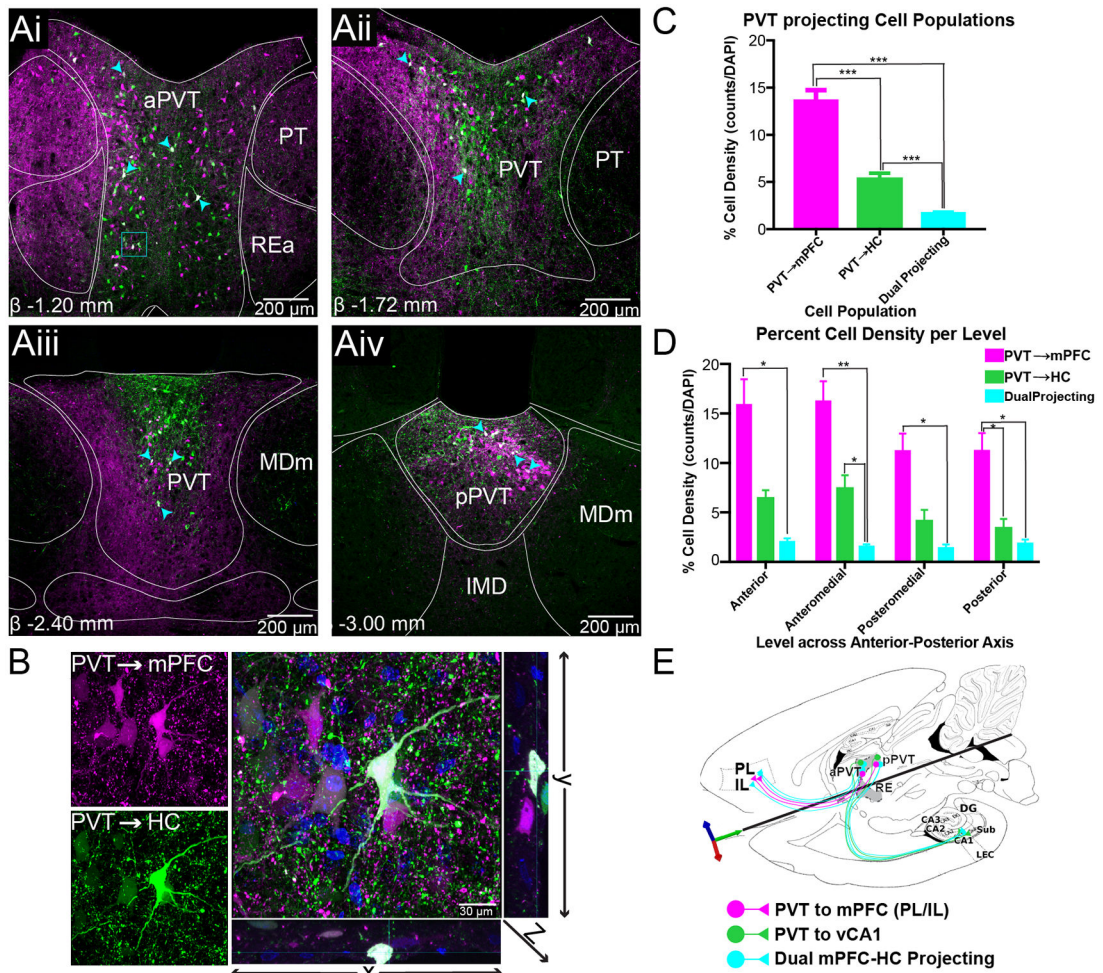 Ai
aPVT
PT
REa
β -1.20 mm
200 µm
Aii
PVT
PT
β -1.72 mm
200 µm
Aiii
PVT
MDm
β -2.40 mm
200 µm
Aiv
pPVT
MDm
IMD
-3.00 mm
200 µm
B
PVT→ mPFC
PVT→ HC
30 µm
y
Z
X
C
PVT projecting Cell Populations
% Cell Density (counts/DAPI)
20
15
10
5
0
***
***
***
PVT→mPFC
PVT→HC
Dual Projecting
Cell Population
D
Percent Cell Density per Level
% Cell Density (counts/DAPI)
20
15
10
5
0
*
**
*
*
*
*
PVT→mPFC
PVT→HC
DualProjecting
Anterior
Anteromedial
Posteromedial
Posterior
Level across Anterior-Posterior Axis
E
PL
IL
aPVT
pPVT
RE
DG
CA3
CA2
CA1
Sub
LEC
PVT to mPFC (PL/IL)
PVT to vCA1
Dual mPFC-HC Projecting